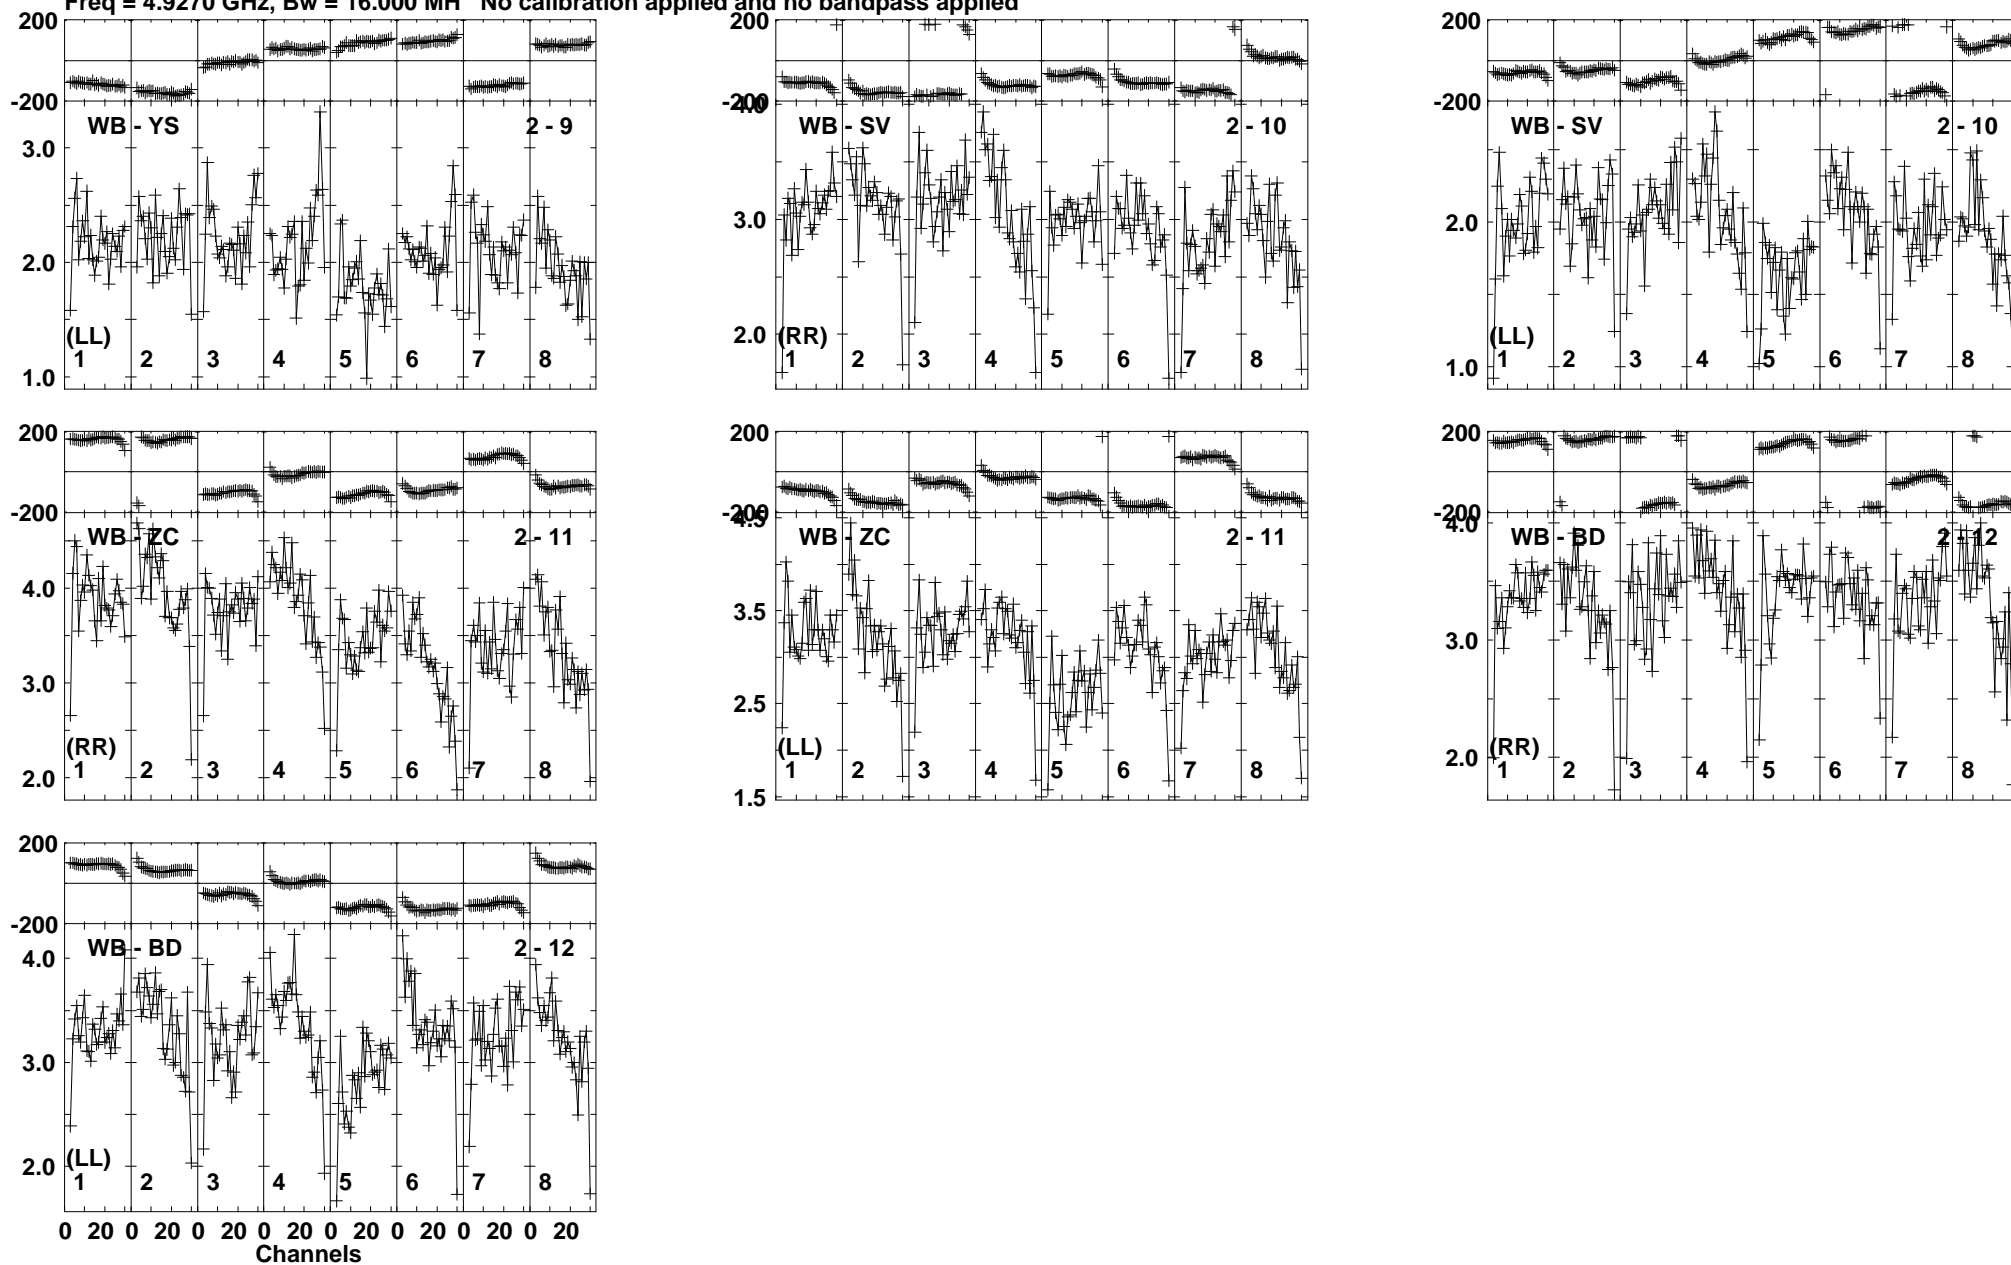 Freq = 4.9270 GHz, Bw = 16.000 MH No calibration applied and no bandpass applied
200
-200
WB - YS 2 - 9
3.0
2.0
1.0
(LL)
1 2 3 4 5 6 7 8
200
-200
4.0
WB - SV 2 - 10
3.0
2.0
(RR)
1 2 3 4 5 6 7 8
200
-200
WB - SV 2 - 10
2.0
1.0
(LL)
1 2 3 4 5 6 7 8
200
-200
WB - ZC 2 - 11
4.0
3.0
2.0
(RR)
1 2 3 4 5 6 7 8
200
-200
4.5
WB - ZC 2 - 11
3.5
2.5
1.5
(LL)
1 2 3 4 5 6 7 8
200
-200
4.0
WB - BD 2 - 12
3.0
2.0
(RR)
1 2 3 4 5 6 7 8
200
-200
WB - BD 2 - 12
4.0
3.0
2.0
(LL)
1 2 3 4 5 6 7 8
0 20 0 20 0 20 0 20 0 20 0 20 0 20 0 20
Channels